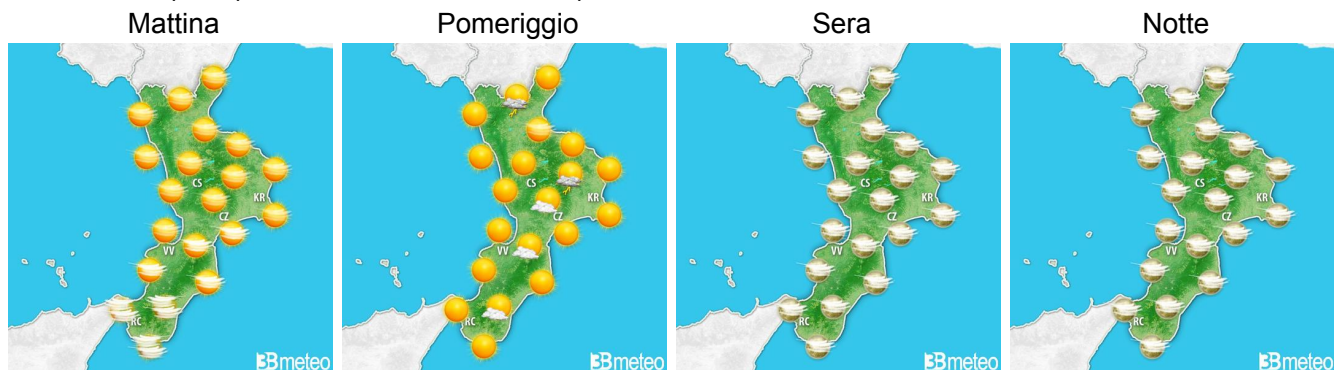 Mattina
Pomeriggio
Sera
Notte
CS
KR
CZ
VV
RC
3Bmeteo
CS
KR
CZ
VV
RC
3Bmeteo
CS
KR
CZ
VV
RC
3Bmeteo
CS
KR
CZ
VV
RC
3Bmeteo